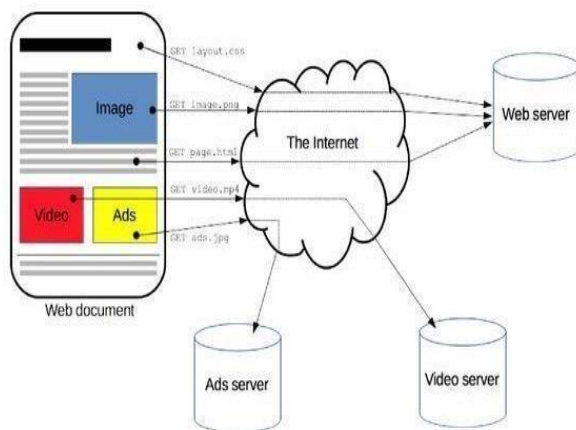 GET layout.css
Image
GET image.png
The Internet
Web server
GET page.html
GET video.mp4
Video
Ads
GET ads.jpg
Web document
Ads server
Video server